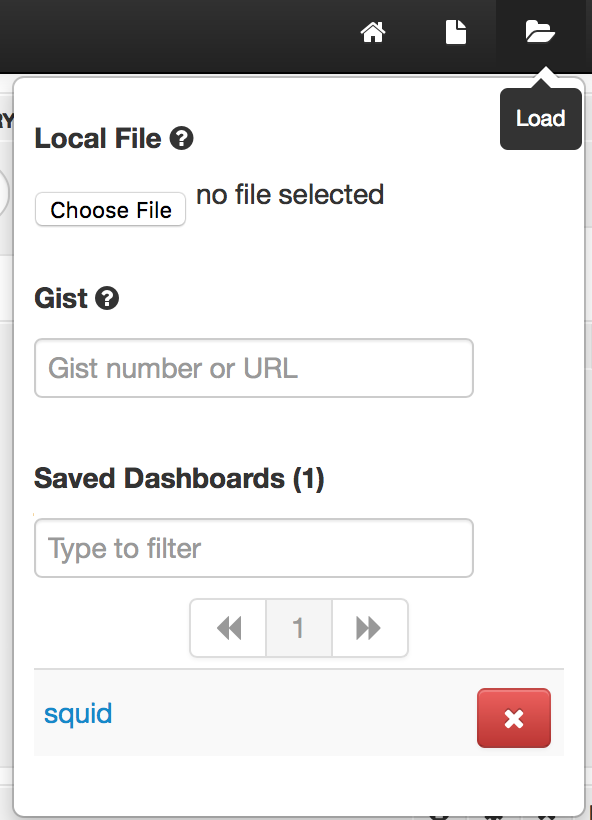 Load
Local File
Choose File no file selected
Gist
Gist number or URL
Saved Dashboards (1)
Type to filter
1
squid